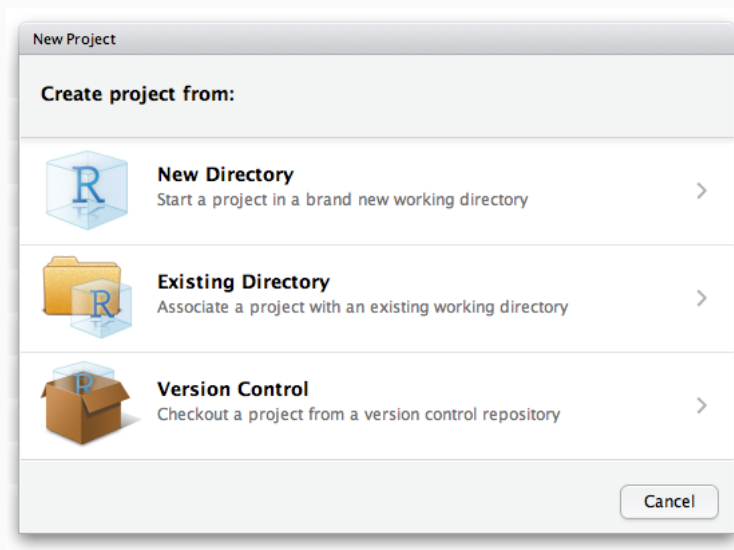 New Project
Create project from:
R
New Directory
Start a project in a brand new working directory
R
Existing Directory
Associate a project with an existing working directory
R
Version Control
Checkout a project from a version control repository
Cancel